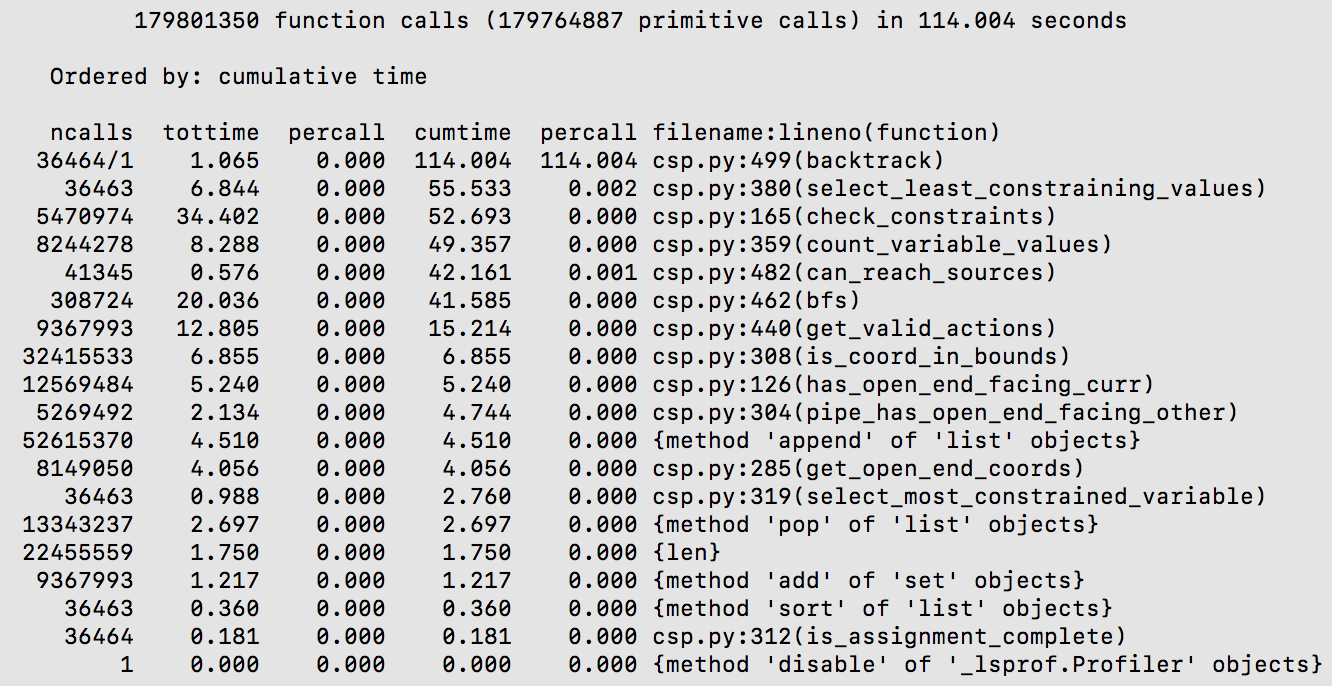 179801350 function calls (179764887 primitive calls) in 114.004 seconds
Ordered by: cumulative time
ncalls tottime percall cumtime percall filename:lineno(function)
36464/1 1.065 0.000 114.004 114.004 csp.py:499(backtrack)
36463 6.844 0.000 55.533 0.002 csp.py:380(select_least_constraining_values)
5470974 34.402 0.000 52.693 0.000 csp.py:165(check_constraints)
8244278 8.288 0.000 49.357 0.000 csp.py:359(count_variable_values)
41345 0.576 0.000 42.161 0.001 csp.py:482(can_reach_sources)
308724 20.036 0.000 41.585 0.000 csp.py:462(bfs)
9367993 12.805 0.000 15.214 0.000 csp.py:440(get_valid_actions)
32415533 6.855 0.000 6.855 0.000 csp.py:308(is_coord_in_bounds)
12569484 5.240 0.000 5.240 0.000 csp.py:126(has_open_end_facing_curr)
5269492 2.134 0.000 4.744 0.000 csp.py:304(pipe_has_open_end_facing_other)
52615370 4.510 0.000 4.510 0.000 {method 'append' of 'list' objects}
8149050 4.056 0.000 4.056 0.000 csp.py:285(get_open_end_coords)
36463 0.988 0.000 2.760 0.000 csp.py:319(select_most_constrained_variable)
13343237 2.697 0.000 2.697 0.000 {method 'pop' of 'list' objects}
22455559 1.750 0.000 1.750 0.000 {len}
9367993 1.217 0.000 1.217 0.000 {method 'add' of 'set' objects}
36463 0.360 0.000 0.360 0.000 {method 'sort' of 'list' objects}
36464 0.181 0.000 0.181 0.000 csp.py:312(is_assignment_complete)
1 0.000 0.000 0.000 0.000 {method 'disable' of '_lsprof.Profiler' objects}